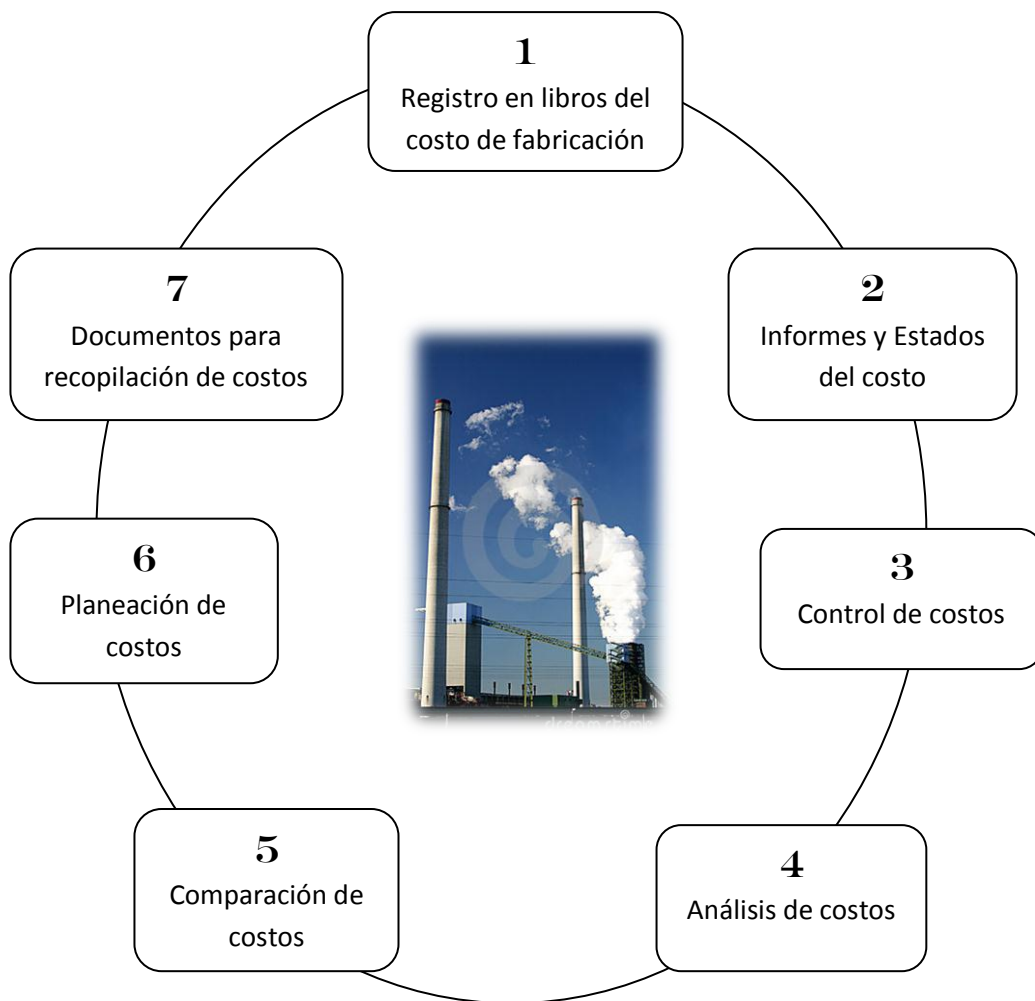 1
Registro en libros del
costo de fabricación
2
Informes y Estados
del costo
3
Control de costos
4
Análisis de costos
5
Comparación de
costos
6
Planeación de
costos
7
Documentos para
recopilación de costos